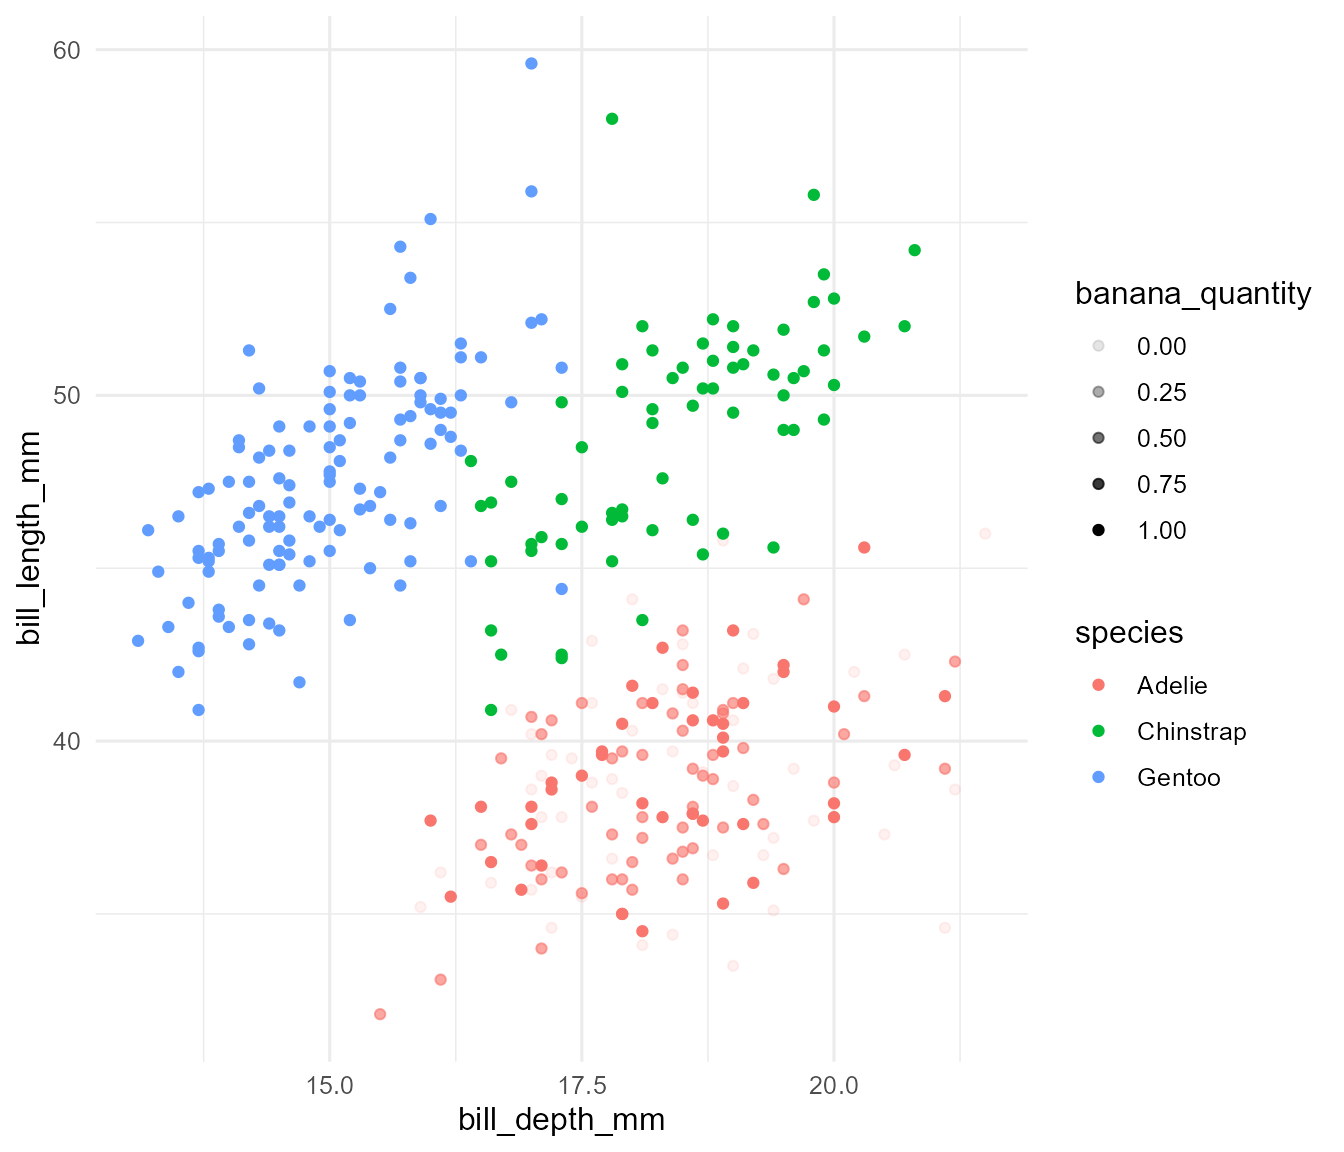 60
50
40
bill_length_mm
15.0
17.5
20.0
bill_depth_mm
banana_quantity
0.00
0.25
0.50
0.75
1.00
species
Adelie
Chinstrap
Gentoo